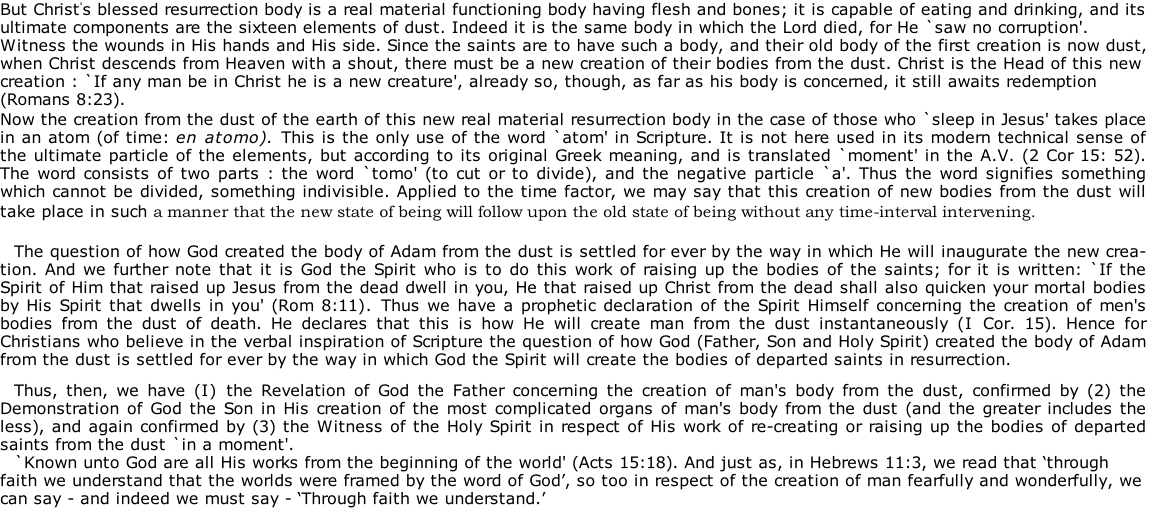 But Christ's blessed resurrection body is a real material functioning body having flesh and bones; it is capable of eating and drinking, and its
ultimate components are the sixteen elements of dust. Indeed it is the same body in which the Lord died, for He `saw no corruption'.
Witness the wounds in His hands and His side. Since the saints are to have such a body, and their old body of the first creation is now dust,
when Christ descends from Heaven with a shout, there must be a new creation of their bodies from the dust. Christ is the Head of this new
creation : `If any man be in Christ he is a new creature', already so, though, as far as his body is concerned, it still awaits redemption
(Romans 8:23).
Now the creation from the dust of the earth of this new real material resurrection body in the case of those who `sleep in Jesus' takes place
in an atom (of time: en atomo). This is the only use of the word `atom' in Scripture. It is not here used in its modern technical sense of
the ultimate particle of the elements, but according to its original Greek meaning, and is translated `moment' in the A.V. (2 Cor 15: 52).
The word consists of two parts : the word `tomo' (to cut or to divide), and the negative particle `a'. Thus the word signifies something
which cannot be divided, something indivisible. Applied to the time factor, we may say that this creation of new bodies from the dust will
take place in such a manner that the new state of being will follow upon the old state of being without any time-interval intervening.
The question of how God created the body of Adam from the dust is settled for ever by the way in which He will inaugurate the new crea-
tion. And we further note that it is God the Spirit who is to do this work of raising up the bodies of the saints; for it is written: `If the
Spirit of Him that raised up Jesus from the dead dwell in you, He that raised up Christ from the dead shall also quicken your mortal bodies
by His Spirit that dwells in you' (Rom 8:11). Thus we have a prophetic declaration of the Spirit Himself concerning the creation of men's
bodies from the dust of death. He declares that this is how He will create man from the dust instantaneously (I Cor. 15). Hence for
Christians who believe in the verbal inspiration of Scripture the question of how God (Father, Son and Holy Spirit) created the body of Adam
from the dust is settled for ever by the way in which God the Spirit will create the bodies of departed saints in resurrection.
Thus, then, we have (I) the Revelation of God the Father concerning the creation of man's body from the dust, confirmed by (2) the
Demonstration of God the Son in His creation of the most complicated organs of man's body from the dust (and the greater includes the
less), and again confirmed by (3) the Witness of the Holy Spirit in respect of His work of re-creating or raising up the bodies of departed
saints from the dust `in a moment'.
`Known unto God are all His works from the beginning of the world' (Acts 15:18). And just as, in Hebrews 11:3, we read that ‘through
faith we understand that the worlds were framed by the word of God’, so too in respect of the creation of man fearfully and wonderfully, we
can say - and indeed we must say - ‘Through faith we understand.’